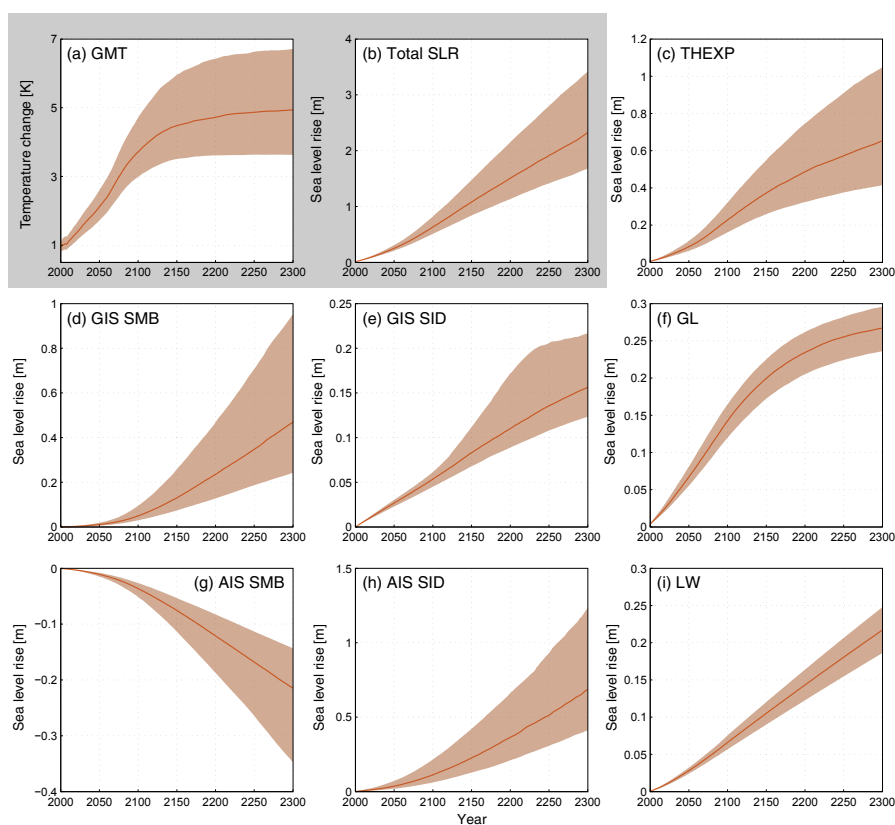 (a) GMT
Temperature change [K]
7
5
3
1
2000 2050 2100 2150 2200 2250 2300
(b) Total SLR
Sea level rise [m]
4
3
2
1
0
2000 2050 2100 2150 2200 2250 2300
(c) THEXP
Sea level rise [m]
1.2
1
0.8
0.6
0.4
0.2
0
2000 2050 2100 2150 2200 2250 2300
(d) GIS SMB
Sea level rise [m]
1
0.8
0.6
0.4
0.2
0
2000 2050 2100 2150 2200 2250 2300
(e) GIS SID
Sea level rise [m]
0.25
0.2
0.15
0.1
0.05
0
2000 2050 2100 2150 2200 2250 2300
(f) GL
Sea level rise [m]
0.3
0.25
0.2
0.15
0.1
0.05
0
2000 2050 2100 2150 2200 2250 2300
(g) AIS SMB
Sea level rise [m]
0
−0.1
−0.2
−0.3
−0.4
2000 2050 2100 2150 2200 2250 2300
(h) AIS SID
Sea level rise [m]
1.5
1
0.5
0
2000 2050 2100 2150 2200 2250 2300
Year
(i) LW
Sea level rise [m]
0.3
0.25
0.2
0.15
0.1
0.05
0
2000 2050 2100 2150 2200 2250 2300